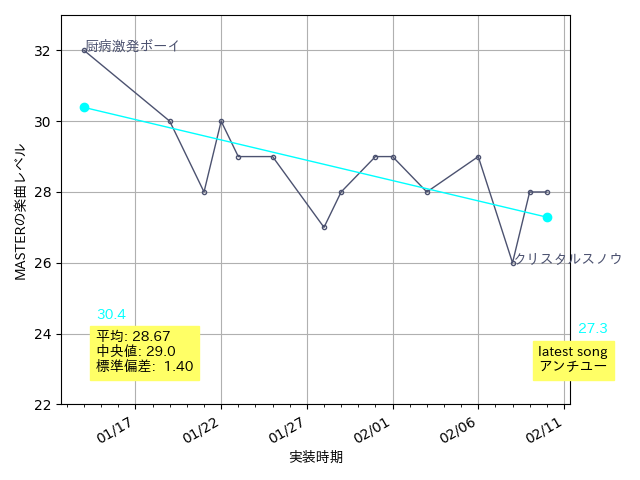 32
30
28
26
24
22
MASTERの楽曲レベル
厨病激発ボーイ
クリスタルスノウ
30.4
平均: 28.67
中央値: 29.0
標準偏差: 1.40
27.3
latest song
アンチユー
01/17
01/22
01/27
02/01
02/06
02/11
実装時期